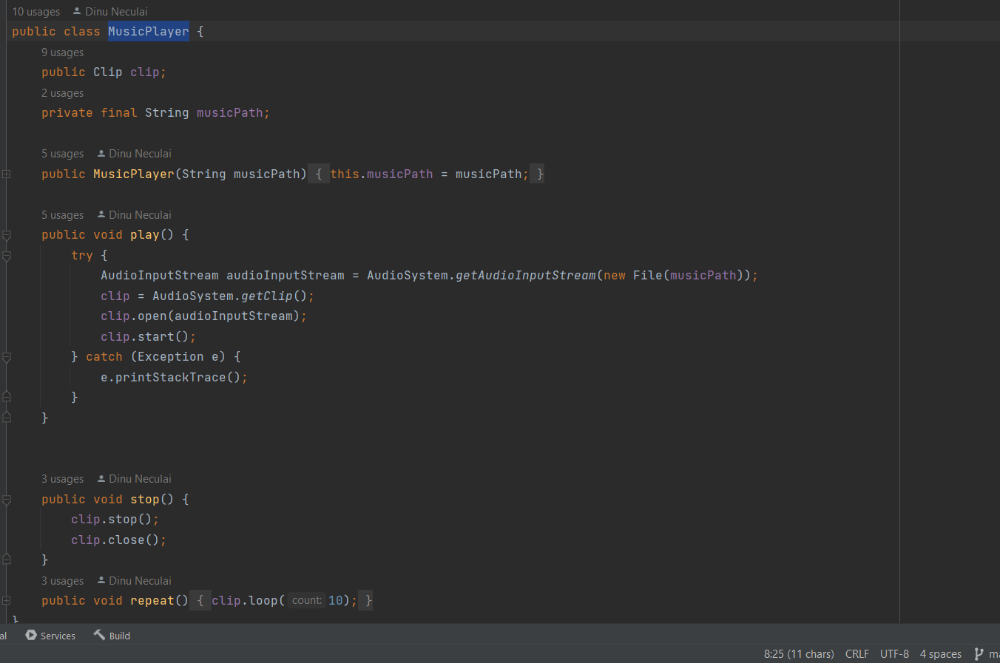 10 usages Dinu Neculai
public class MusicPlayer {
9 usages
public Clip clip;
2 usages
private final String musicPath;
5 usages Dinu Neculai
public MusicPlayer(String musicPath) { this.musicPath = musicPath; }
5 usages Dinu Neculai
public void play() {
try {
AudioInputStream audioInputStream = AudioSystem.getAudioInputStream(new File(musicPath));
clip = AudioSystem.getClip();
clip.open(audioInputStream);
clip.start();
} catch (Exception e) {
e.printStackTrace();
}
}
3 usages Dinu Neculai
public void stop() {
clip.stop();
clip.close();
}
3 usages Dinu Neculai
public void repeat() { clip.loop( count: 10); }
}
al Services Build
8:25 (11 chars) CRLF UTF-8 4 spaces ma